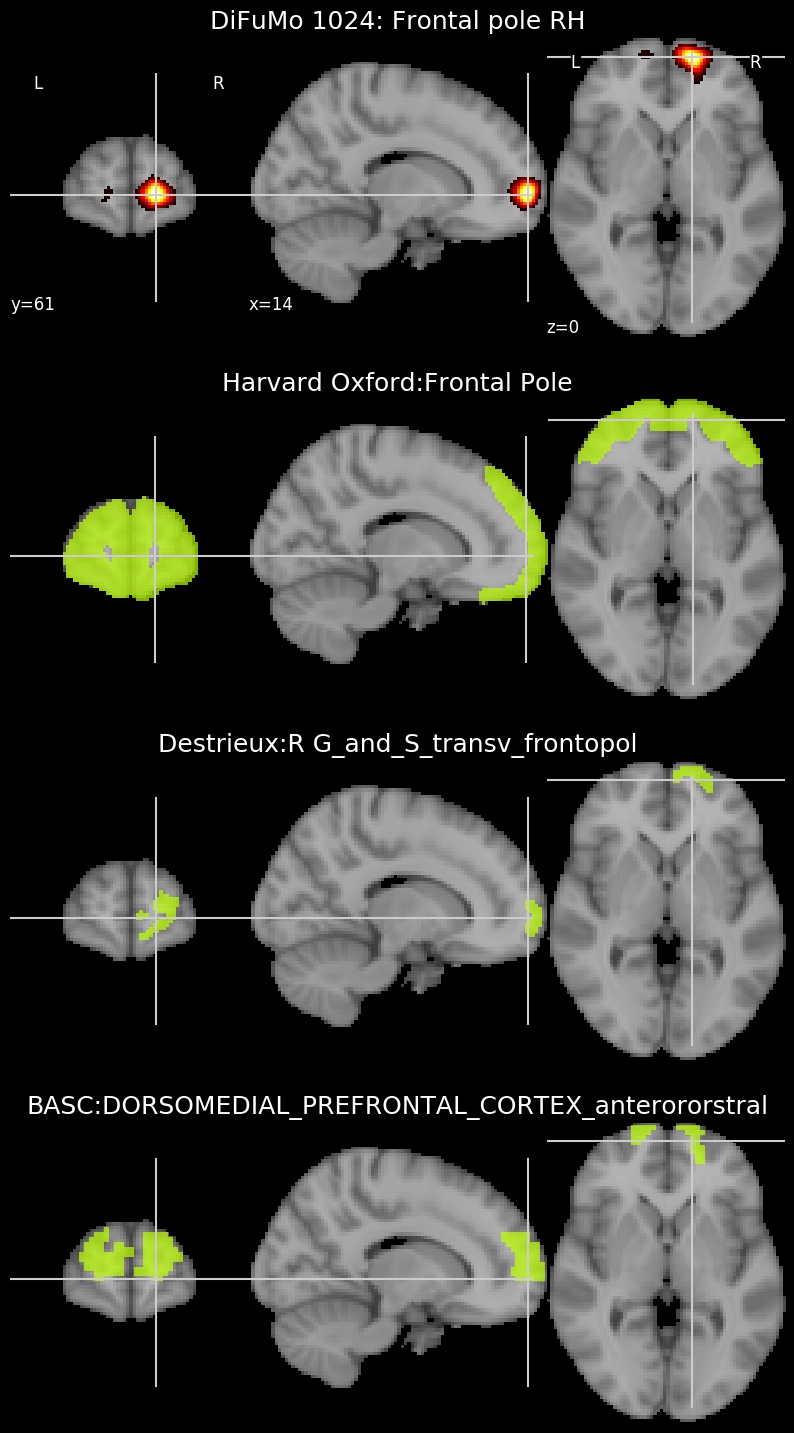 DiFuMo 1024: Frontal pole RH
L R L R
y=61 x=14 z=0
Harvard Oxford:Frontal Pole
Destrieux:R G_and_S_transv_frontopol
BASC:DORSOMEDIAL_PREFRONTAL_CORTEX_anterororstral